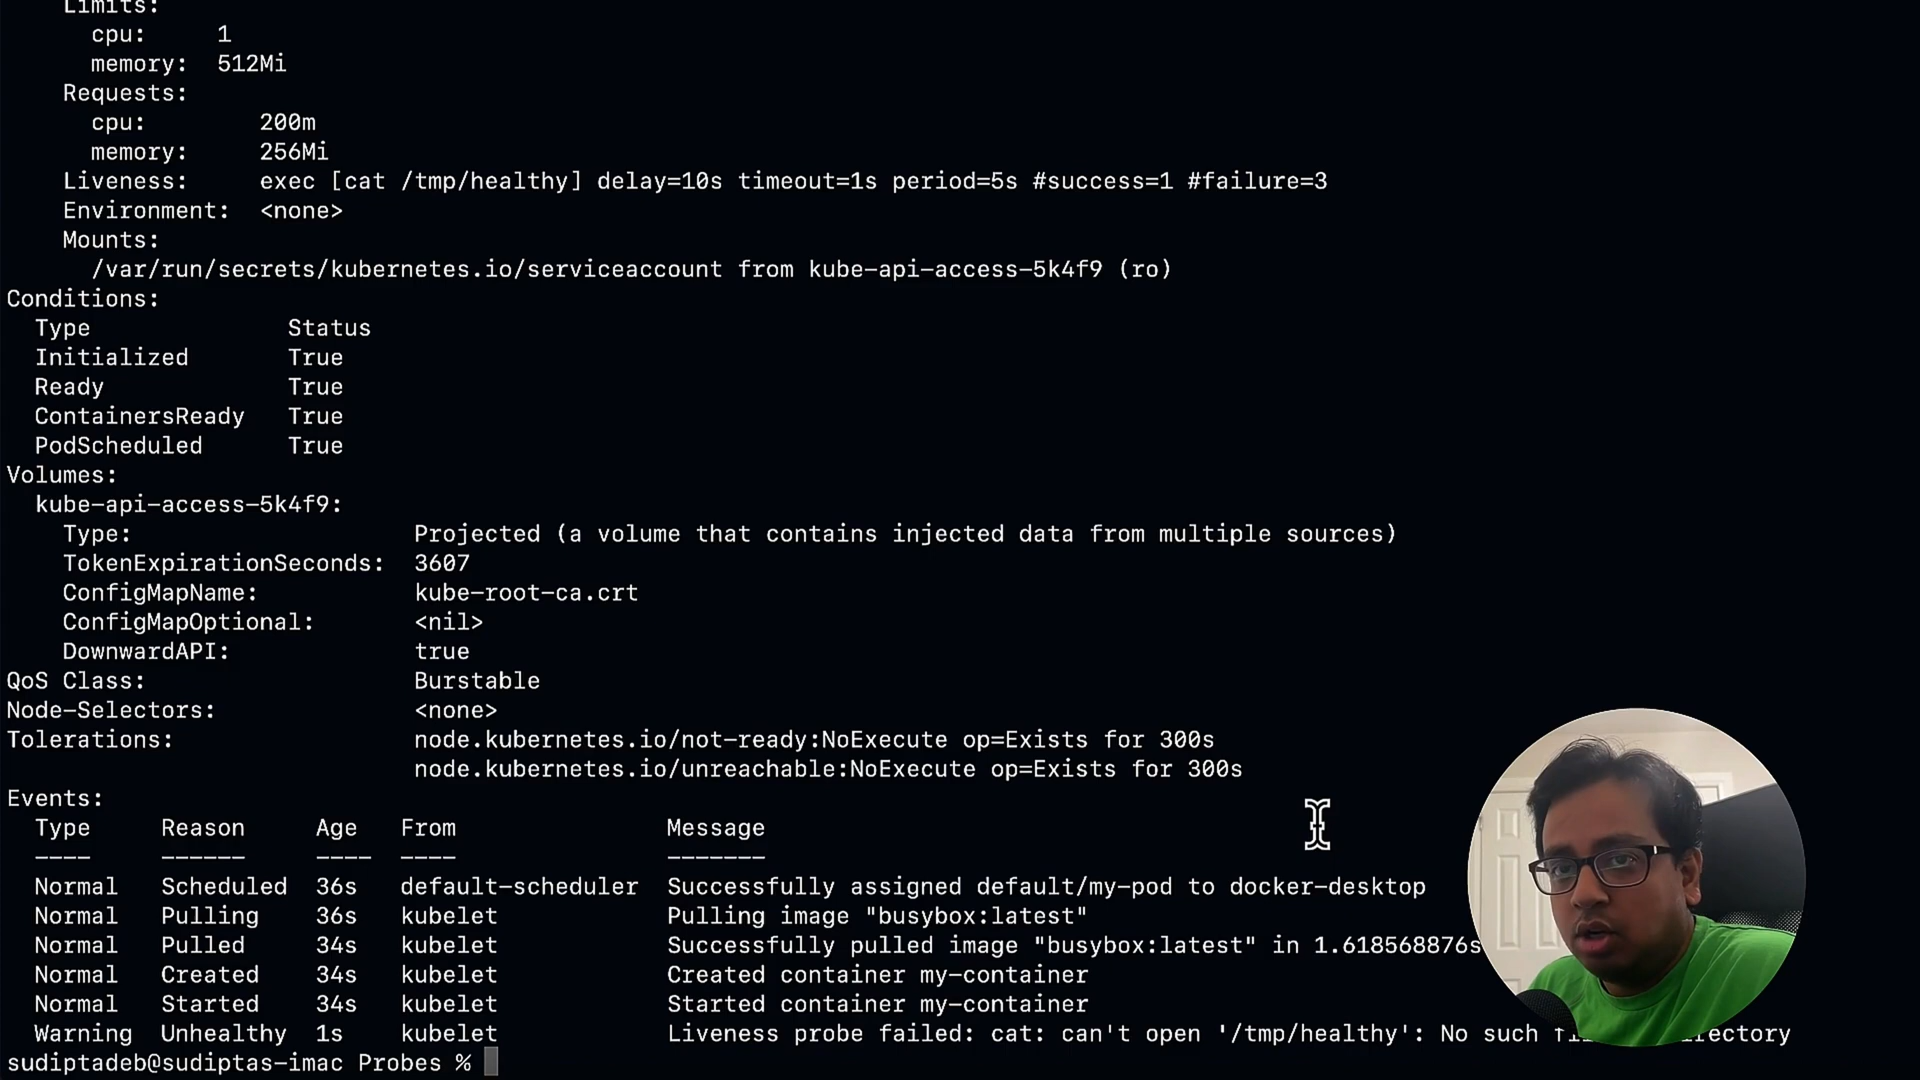 Limits:
cpu: 1
memory: 512Mi
Requests:
cpu: 200m
memory: 256Mi
Liveness: exec [cat /tmp/healthy] delay=10s timeout=1s period=5s #success=1 #failure=3
Environment: <none>
Mounts:
/var/run/secrets/kubernetes.io/serviceaccount from kube-api-access-5k4f9 (ro)
Conditions:
Type Status
Initialized True
Ready True
ContainersReady True
PodScheduled True
Volumes:
kube-api-access-5k4f9:
Type: Projected (a volume that contains injected data from multiple sources)
TokenExpirationSeconds: 3607
ConfigMapName: kube-root-ca.crt
ConfigMapOptional: <nil>
DownwardAPI: true
QoS Class: Burstable
Node-Selectors: <none>
Tolerations: node.kubernetes.io/not-ready:NoExecute op=Exists for 300s
node.kubernetes.io/unreachable:NoExecute op=Exists for 300s
Events:
Type Reason Age From Message
---- ------ ---- ---- -------
Normal Scheduled 36s default-scheduler Successfully assigned default/my-pod to docker-desktop
Normal Pulling 36s kubelet Pulling image "busybox:latest"
Normal Pulled 34s kubelet Successfully pulled image "busybox:latest" in 1.618568876s
Normal Created 34s kubelet Created container my-container
Normal Started 34s kubelet Started container my-container
Warning Unhealthy 1s kubelet Liveness probe failed: cat: can't open '/tmp/healthy': No such
sudiptadeb@sudiptas-imac Probes %